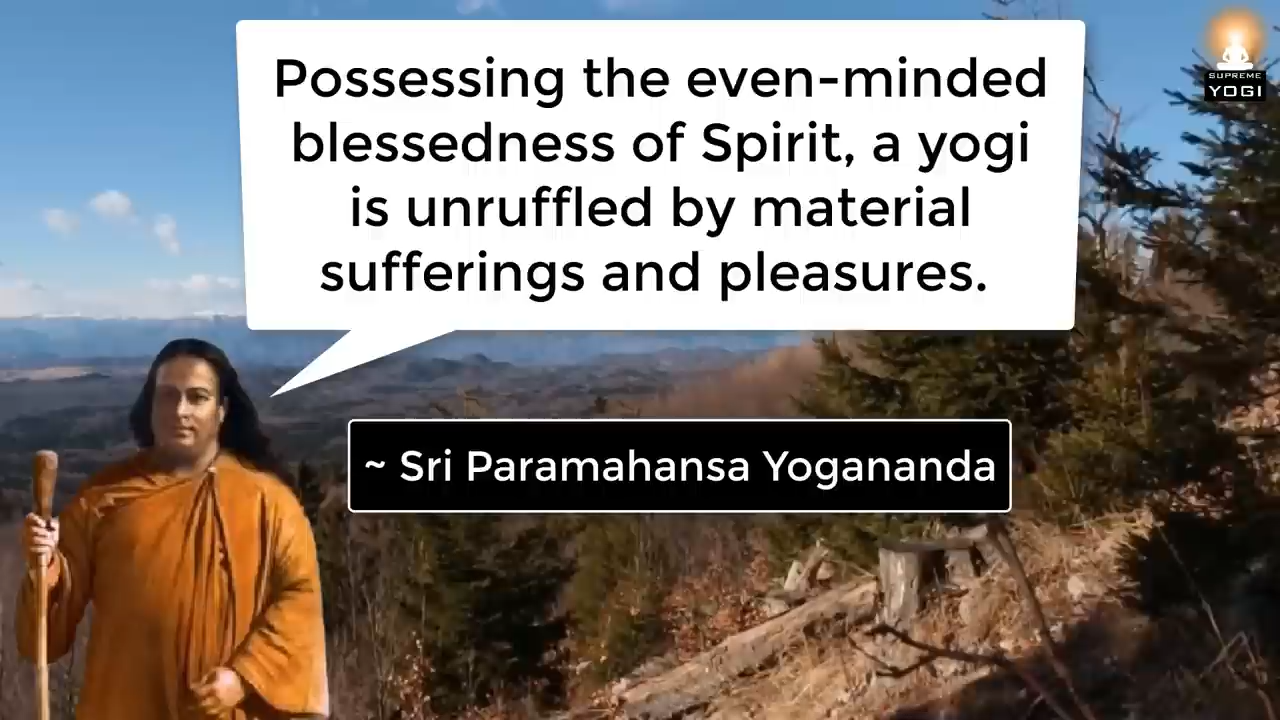 SUPREME
YOGI
Possessing the even-minded
blessedness of Spirit, a yogi
is unruffled by material
sufferings and pleasures.
~ Sri Paramahansa Yogananda